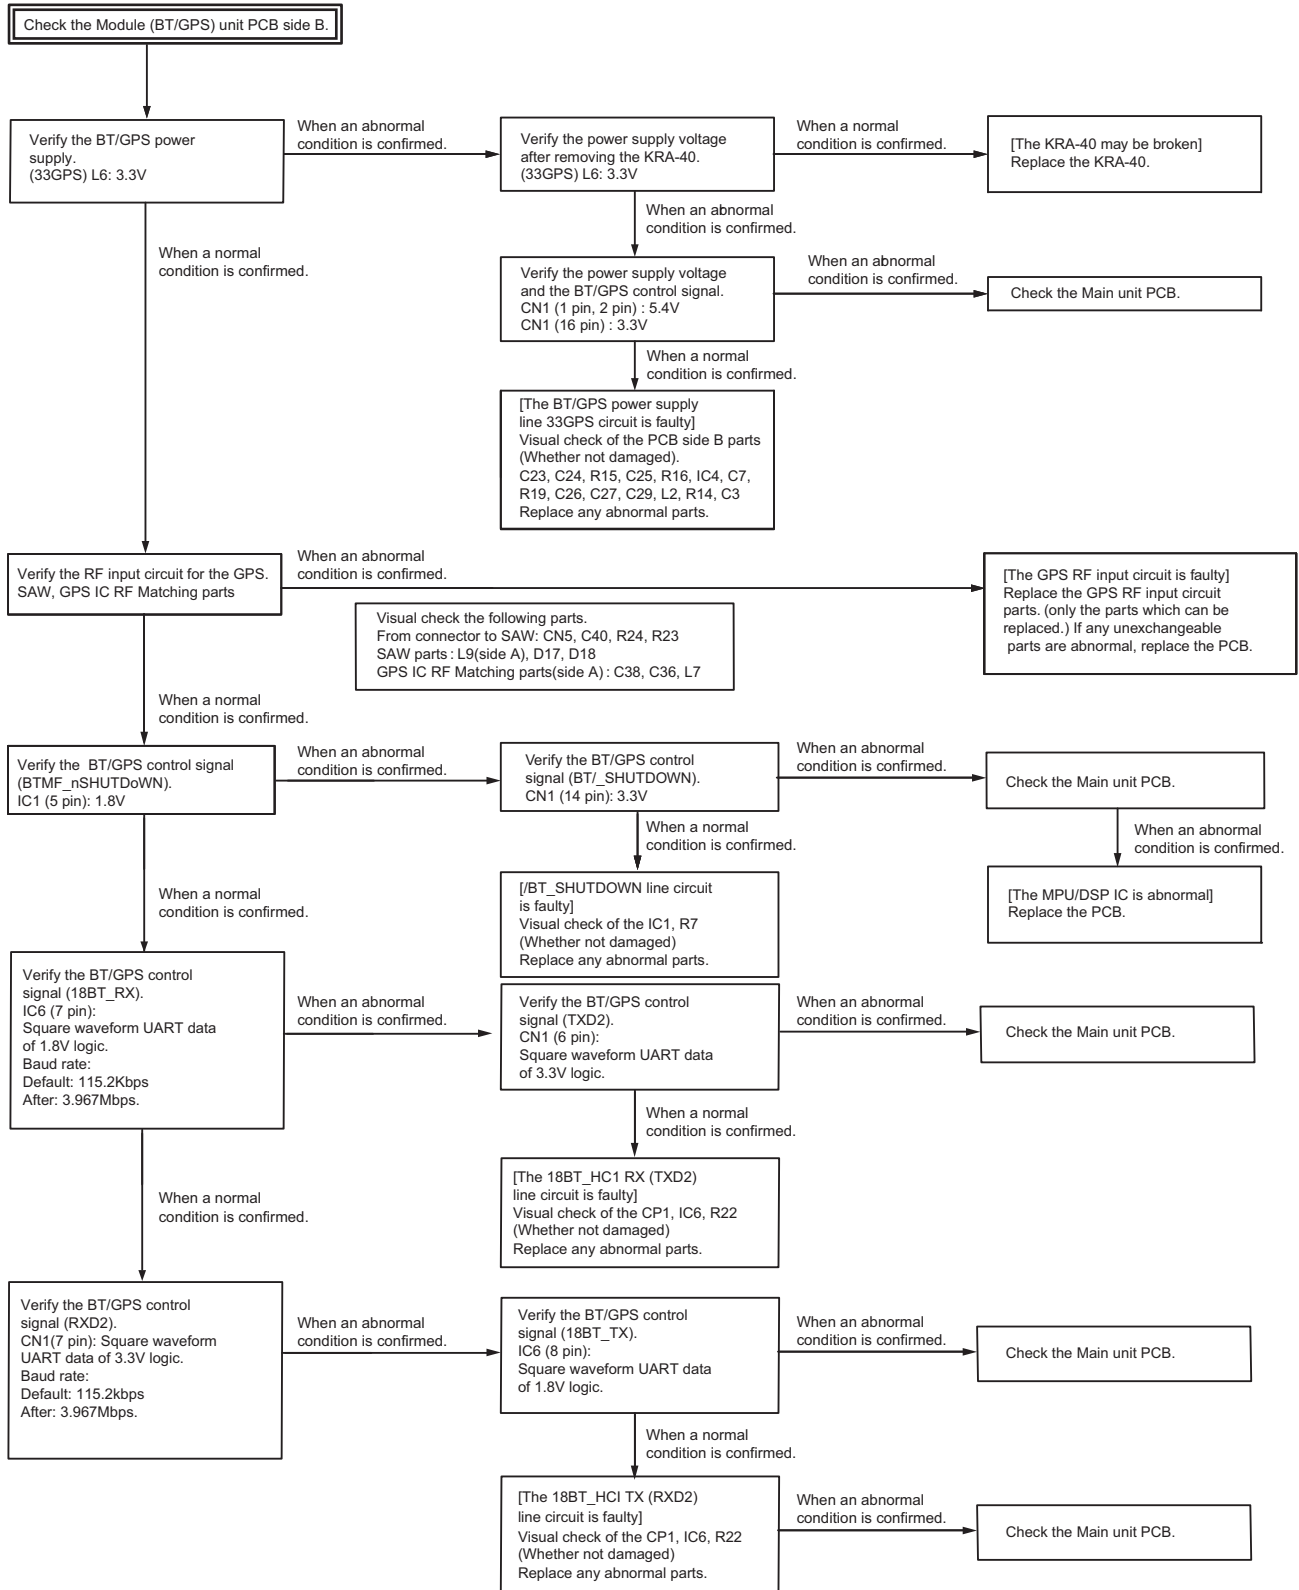 Check the Module (BT/GPS) unit PCB side B.
Verify the BT/GPS power
supply.
(33GPS) L6: 3.3V
When an abnormal
condition is confirmed.
Verify the power supply voltage
after removing the KRA-40.
(33GPS) L6: 3.3V
When a normal
condition is confirmed.
[The KRA-40 may be broken]
Replace the KRA-40.
When an abnormal
condition is confirmed.
When a normal
condition is confirmed.
Verify the power supply voltage
and the BT/GPS control signal.
CN1 (1 pin, 2 pin) : 5.4V
CN1 (16 pin) : 3.3V
When an abnormal
condition is confirmed.
Check the Main unit PCB.
When a normal
condition is confirmed.
[The BT/GPS power supply
line 33GPS circuit is faulty]
Visual check of the PCB side B parts
(Whether not damaged).
C23, C24, R15, C25, R16, IC4, C7,
R19, C26, C27, C29, L2, R14, C3
Replace any abnormal parts.
Verify the RF input circuit for the GPS.
SAW, GPS IC RF Matching parts
When an abnormal
condition is confirmed.
[The GPS RF input circuit is faulty]
Replace the GPS RF input circuit
parts. (only the parts which can be
replaced.) If any unexchangeable
parts are abnormal, replace the PCB.
Visual check the following parts.
From connector to SAW: CN5, C40, R24, R23
SAW parts : L9(side A), D17, D18
GPS IC RF Matching parts(side A) : C38, C36, L7
When a normal
condition is confirmed.
Verify the BT/GPS control signal
(BTMF_nSHUTDoWN).
IC1 (5 pin): 1.8V
When an abnormal
condition is confirmed.
Verify the BT/GPS control
signal (BT/_SHUTDOWN).
CN1 (14 pin): 3.3V
When an abnormal
condition is confirmed.
Check the Main unit PCB.
When a normal
condition is confirmed.
When an abnormal
condition is confirmed.
When a normal
condition is confirmed.
[/BT_SHUTDOWN line circuit
is faulty]
Visual check of the IC1, R7
(Whether not damaged)
Replace any abnormal parts.
[The MPU/DSP IC is abnormal]
Replace the PCB.
Verify the BT/GPS control
signal (18BT_RX).
IC6 (7 pin):
Square waveform UART data
of 1.8V logic.
Baud rate:
Default: 115.2Kbps
After: 3.967Mbps.
When an abnormal
condition is confirmed.
Verify the BT/GPS control
signal (TXD2).
CN1 (6 pin):
Square waveform UART data
of 3.3V logic.
When an abnormal
condition is confirmed.
Check the Main unit PCB.
When a normal
condition is confirmed.
[The 18BT_HC1 RX (TXD2)
line circuit is faulty]
Visual check of the CP1, IC6, R22
(Whether not damaged)
Replace any abnormal parts.
When a normal
condition is confirmed.
Verify the BT/GPS control
signal (RXD2).
CN1(7 pin): Square waveform
UART data of 3.3V logic.
Baud rate:
Default: 115.2kbps
After: 3.967Mbps.
When an abnormal
condition is confirmed.
Verify the BT/GPS control
signal (18BT_TX).
IC6 (8 pin):
Square waveform UART data
of 1.8V logic.
When an abnormal
condition is confirmed.
Check the Main unit PCB.
When a normal
condition is confirmed.
[The 18BT_HCI TX (RXD2)
line circuit is faulty]
Visual check of the CP1, IC6, R22
(Whether not damaged)
Replace any abnormal parts.
When an abnormal
condition is confirmed.
Check the Main unit PCB.